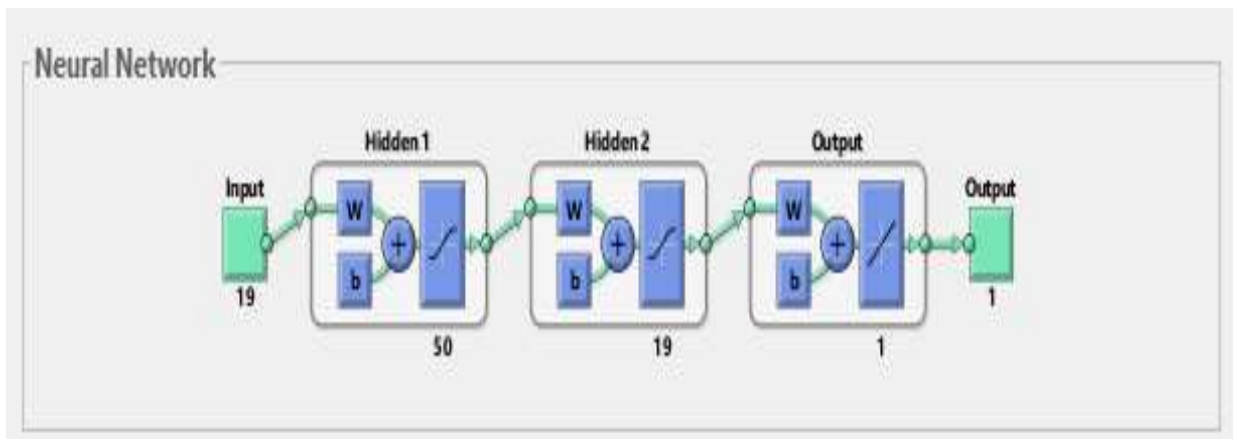 Neural Network
Hidden 1 Hidden 2 Output
Input Output
W W W
+ + +
b b b
19 1
50 19 1